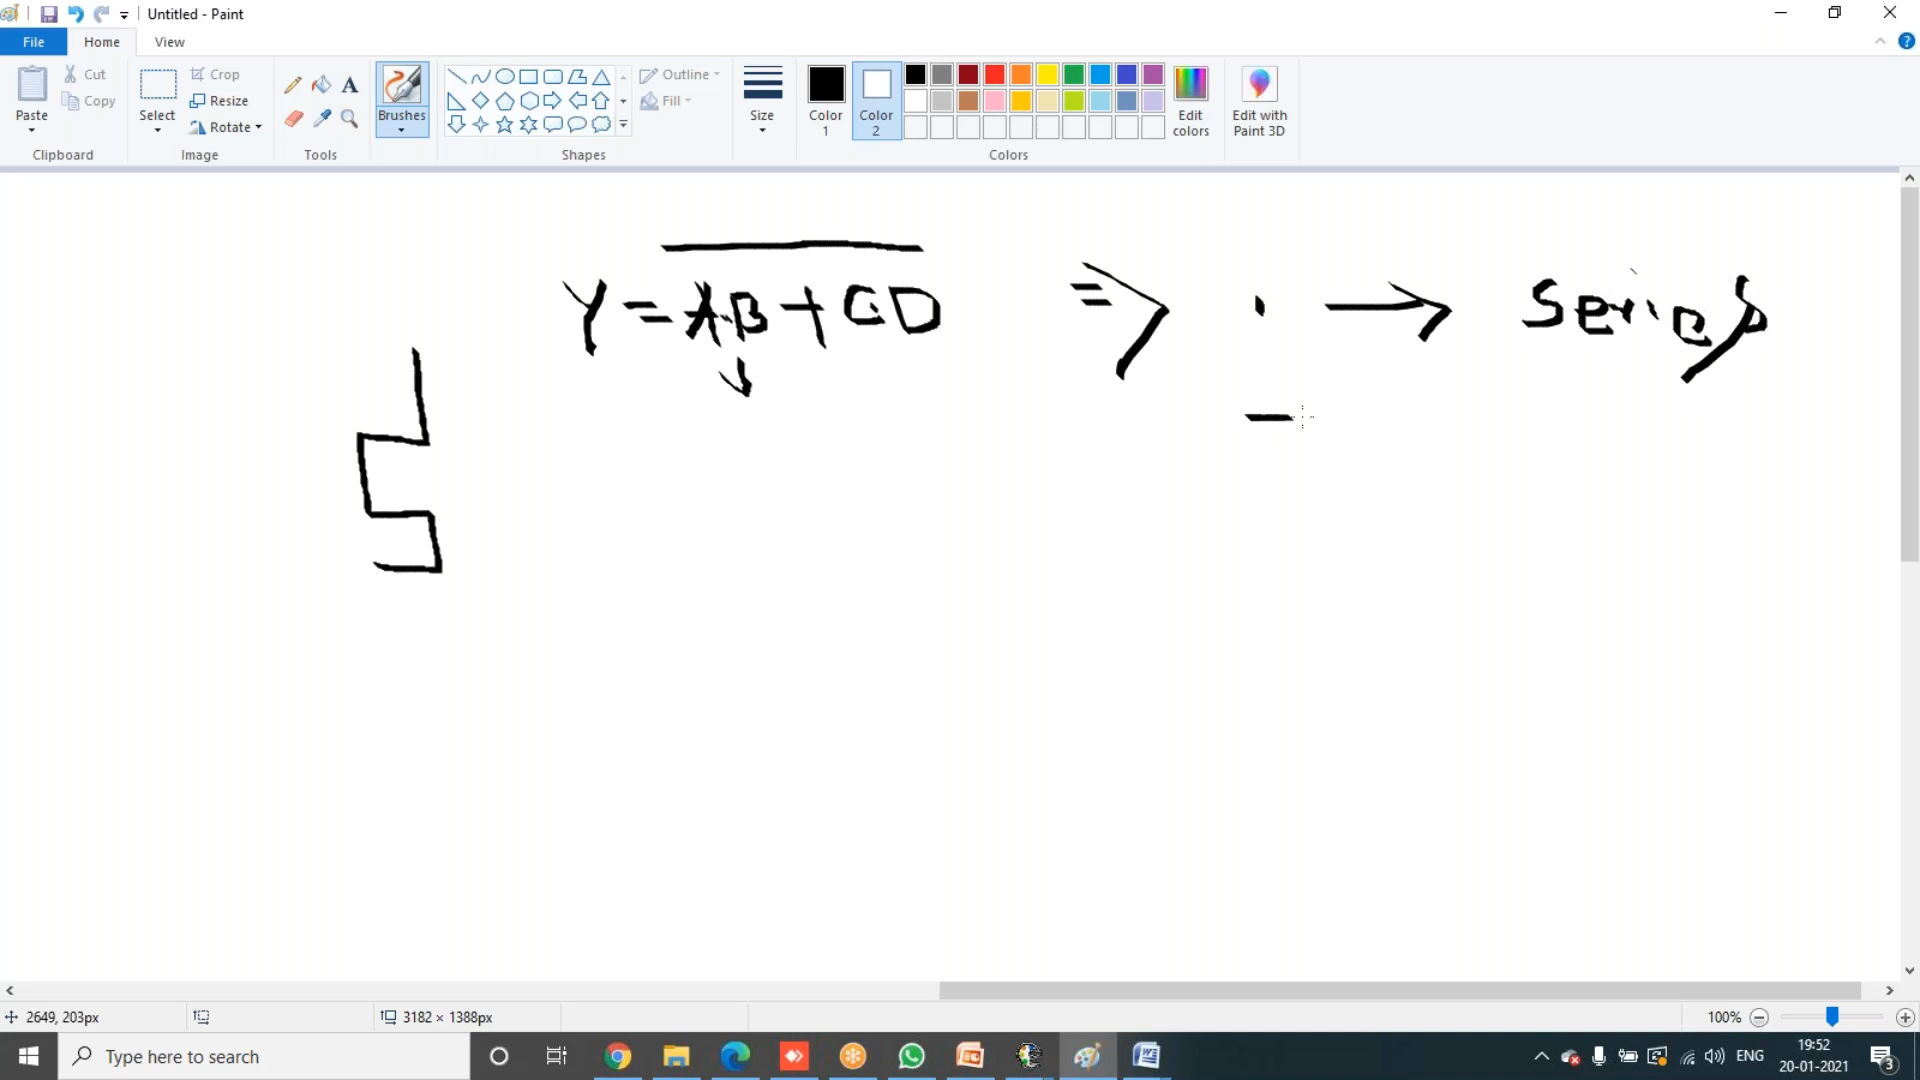 Untitled - Paint
File Home View
Paste Cut Copy Clipboard
Select Crop Resize Rotate Image
Tools
Brushes
Shapes Outline Fill
Size
Color 1 Color 2 Edit colors Colors
Edit with Paint 3D
Y = A.B + C.D => . → Series
2649, 203px 3182 × 1388px 100%
Type here to search
ENG 19:52
20-01-2021 3